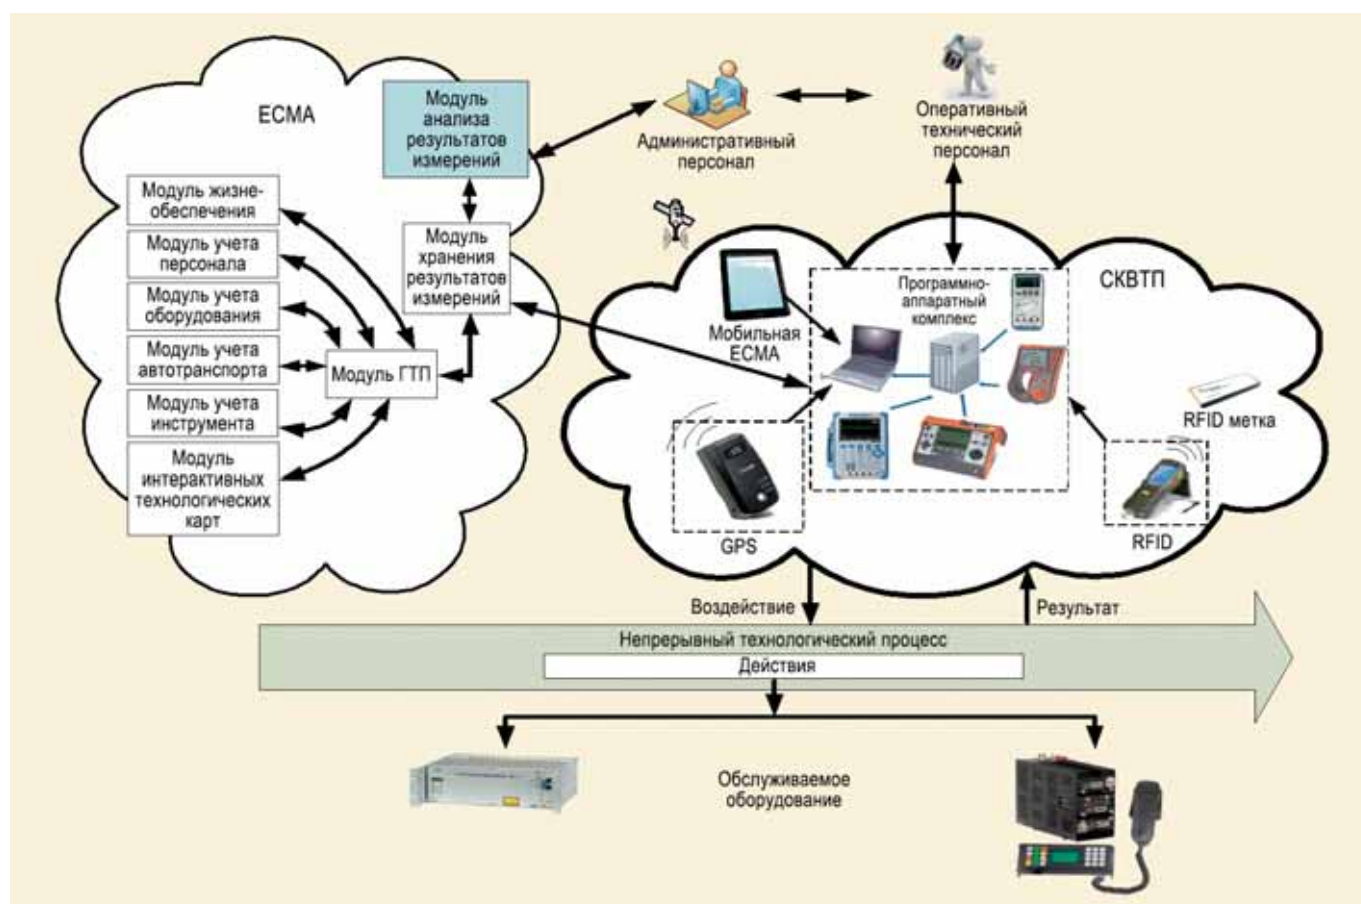 ЕСМА
Модуль
анализа
результатов
измерений
Модуль жизне-
обеспечения
Модуль учета
персонала
Модуль учета
оборудования
Модуль учета
автотранспорта
Модуль учета
инструмента
Модуль
интерактивных
технологических
карт
Модуль
хранения
результатов
измерений
Модуль ГТП
Административный
персонал
Оперативный
технический
персонал
СКВТП
Мобильная
ЕСМА
Программно-
аппаратный
комплекс
GPS
RFID метка
RFID
Воздействие
Результат
Непрерывный технологический процесс
Действия
Обслуживаемое
оборудование